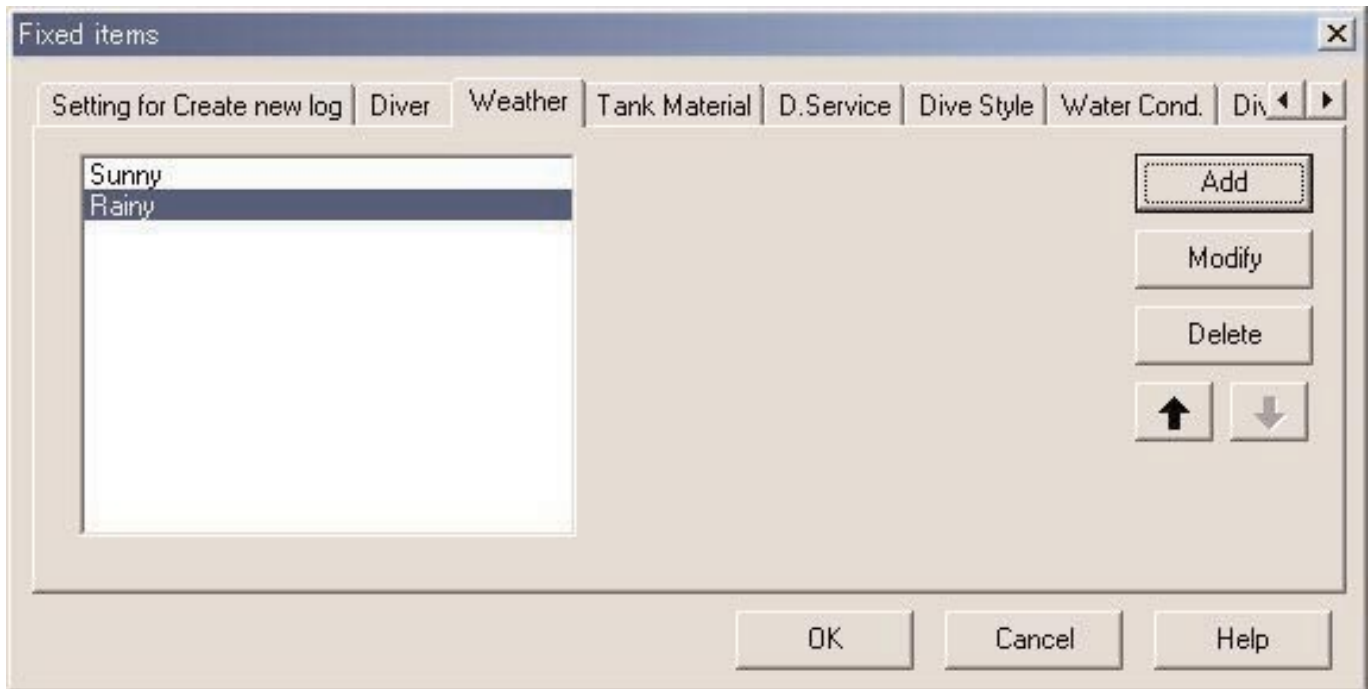 Fixed items
Setting for Create new log Diver Weather Tank Material D.Service Dive Style Water Cond. Div
Sunny
Rainy
Add
Modify
Delete
OK Cancel Help